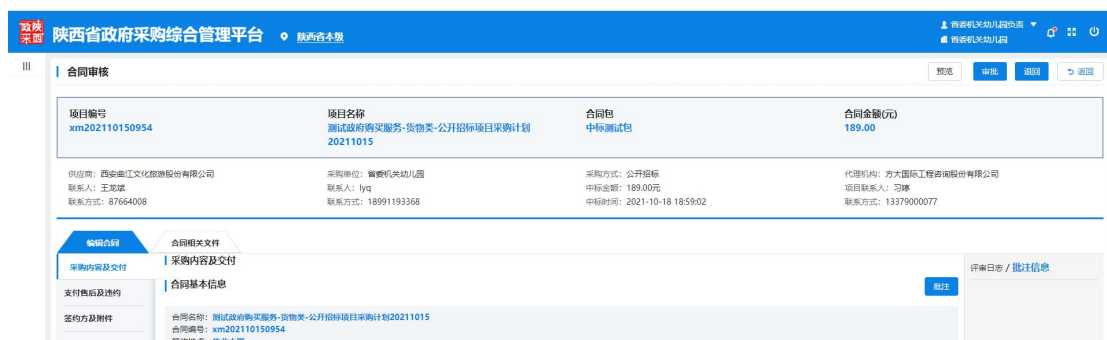 政陕
采西
陕西省政府采购综合管理平台
陕西省本级
省委机关幼儿园负责
省委机关幼儿园
合同审核
预览
审批
退回
返回
项目编号
xm202110150954
项目名称
测试政府购买服务-货物类-公开招标项目采购计划
20211015
合同包
中标测试包
合同金额(元)
189.00
供应商：西安曲江文化旅游股份有限公司
联系人：王龙斌
联系方式：87664008
采购单位：省委机关幼儿园
联系人：lyq
联系方式：18991193368
采购方式：公开招标
中标金额：189.00元
中标时间：2021-10-18 18:59:02
代理机构：方大国际工程咨询股份有限公司
项目联系人：习婷
联系方式：13379000077
编辑合同
合同相关文件
采购内容及交付
支付售后及违约
签约方及附件
采购内容及交付
合同基本信息
批注
合同名称：测试政府购买服务-货物类-公开招标项目采购计划20211015
合同编号：xm202110150954
评审日志 / 批注信息